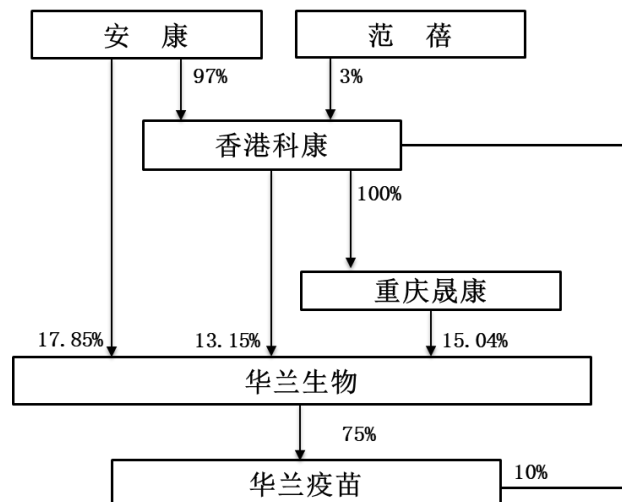 安 康
范 蓓
97%
3%
香港科康
100%
重庆晟康
17.85%
13.15%
15.04%
华兰生物
75%
华兰疫苗
10%